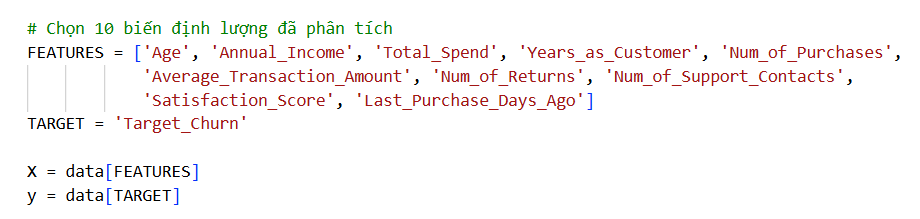 # Chọn 10 biến định lượng đã phân tích
FEATURES = ['Age', 'Annual_Income', 'Total_Spend', 'Years_as_Customer', 'Num_of_Purchases',
'Average_Transaction_Amount', 'Num_of_Returns', 'Num_of_Support_Contacts',
'Satisfaction_Score', 'Last_Purchase_Days_Ago']
TARGET = 'Target_Churn'
X = data[FEATURES]
y = data[TARGET]